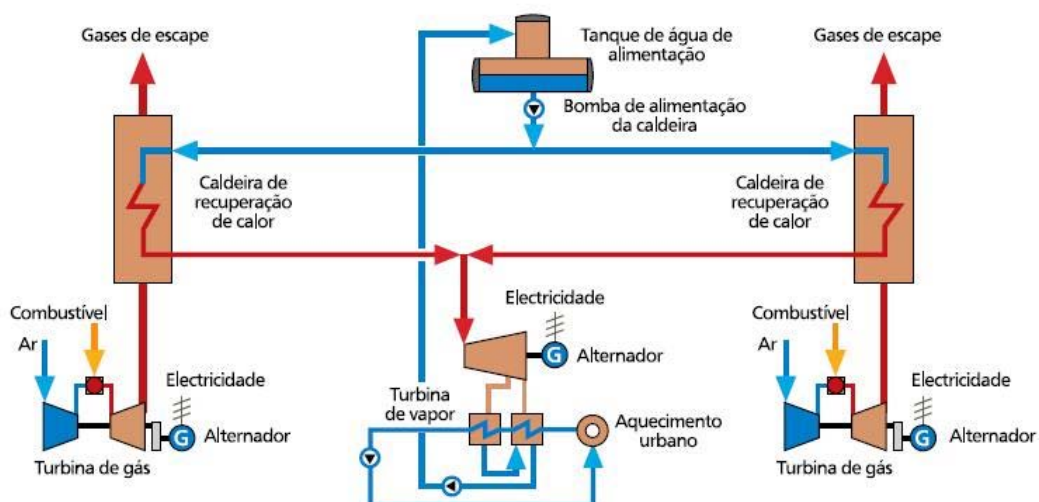 Gases de escape
Tanque de água de
alimentação
Gases de escape
Bomba de alimentação
da caldeira
Caldeira de
recuperação
de calor
Caldeira de
recuperação
de calor
Combustível
Ar
Electricidade
G
Alternador
Turbina de gás
Electricidade
G
Alternador
Turbina
de vapor
Aquecimento
urbano
Combustível
Ar
Electricidade
G
Alternador
Turbina de gás